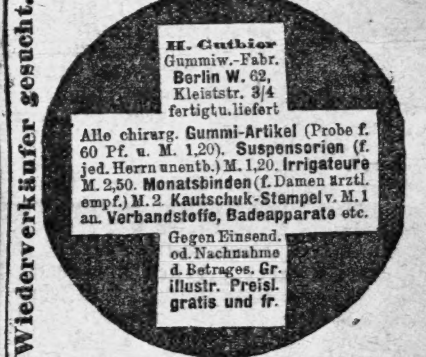 Wiederverkäufer gesucht.
H. Guthier
Gummiw.-Fabr.
Berlin W. 62,
Kleiststr. 3/4
fertigt u. liefert
Alle chirurg. Gummi-Artikel (Probe f.
60 Pf. u. M. 1,20). Suspensorien (f.
jed. Herrn unentb.) M. 1,20. Irrigateure
M. 2,50. Monatsbinden (f. Damen ärztl.
empf.) M. 2. Kautschuk-Stempel v. M. 1
an. Verbandstoffe, Badeapparate etc.
Gegen Einsend.
od. Nachnahme
d. Betrages. Gr.
illustr. Preisl.
gratis und fr.